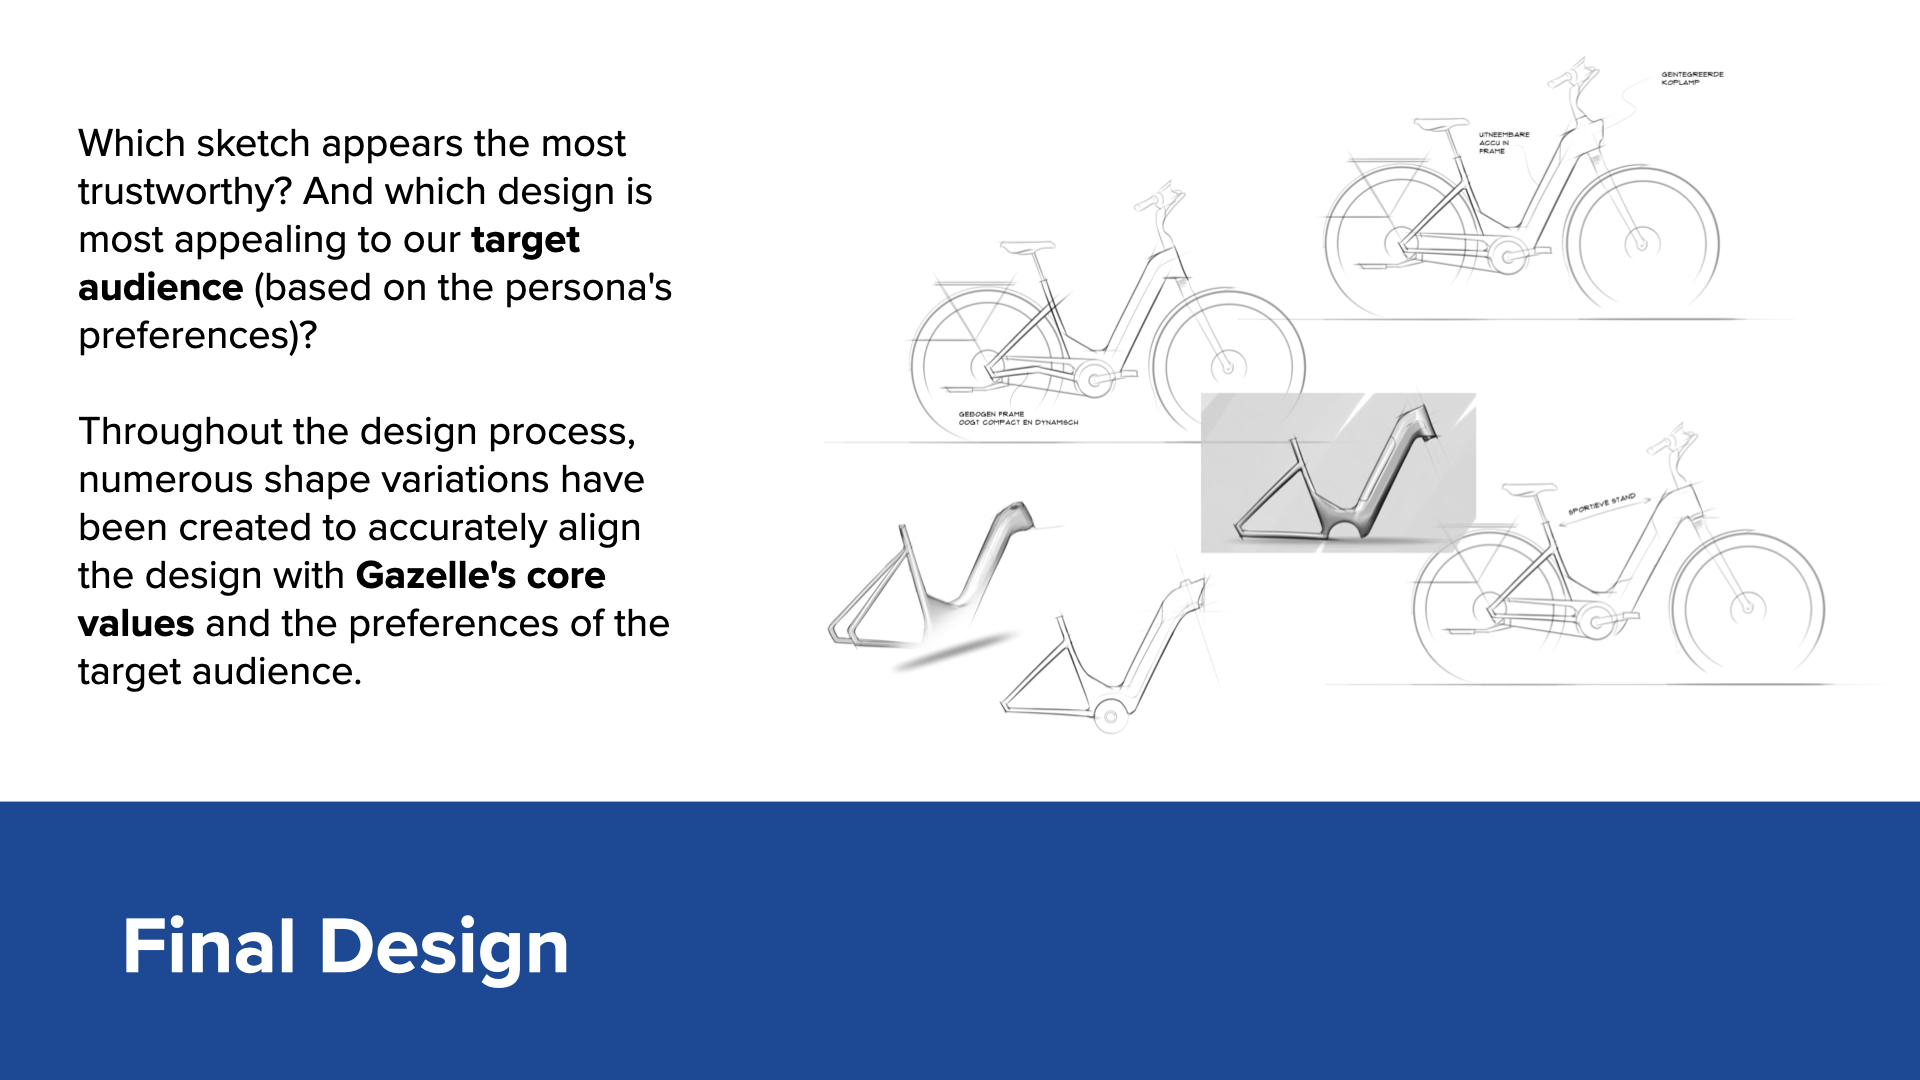 Which sketch appears the most
trustworthy? And which design is
most appealing to our target
audience (based on the persona's
preferences)?
Throughout the design process,
numerous shape variations have
been created to accurately align
the design with Gazelle's core
values and the preferences of the
target audience.
GENTEGREERDE
KOPLAMP
UITNEEMBARE
ACCU IN
FRAME
GEBOGEN FRAME
OOGT COMPACT EN DYNAMISCH
SPORTIEVE STAND
Final Design